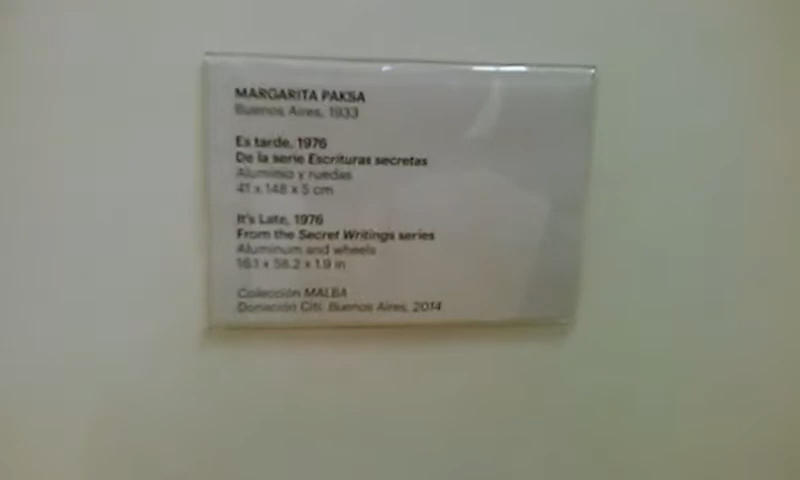 MARGARITA PAKSA
Buenos Aires, 1933
Es tarde, 1976
De la serie Escrituras secretas
Aluminio y ruedas
41 x 148 x 5 cm
It's Late, 1976
From the Secret Writings series
Aluminum and wheels
16.1 x 58.2 x 1.9 in
Colección MALBA
Donación Citi. Buenos Aires, 2014